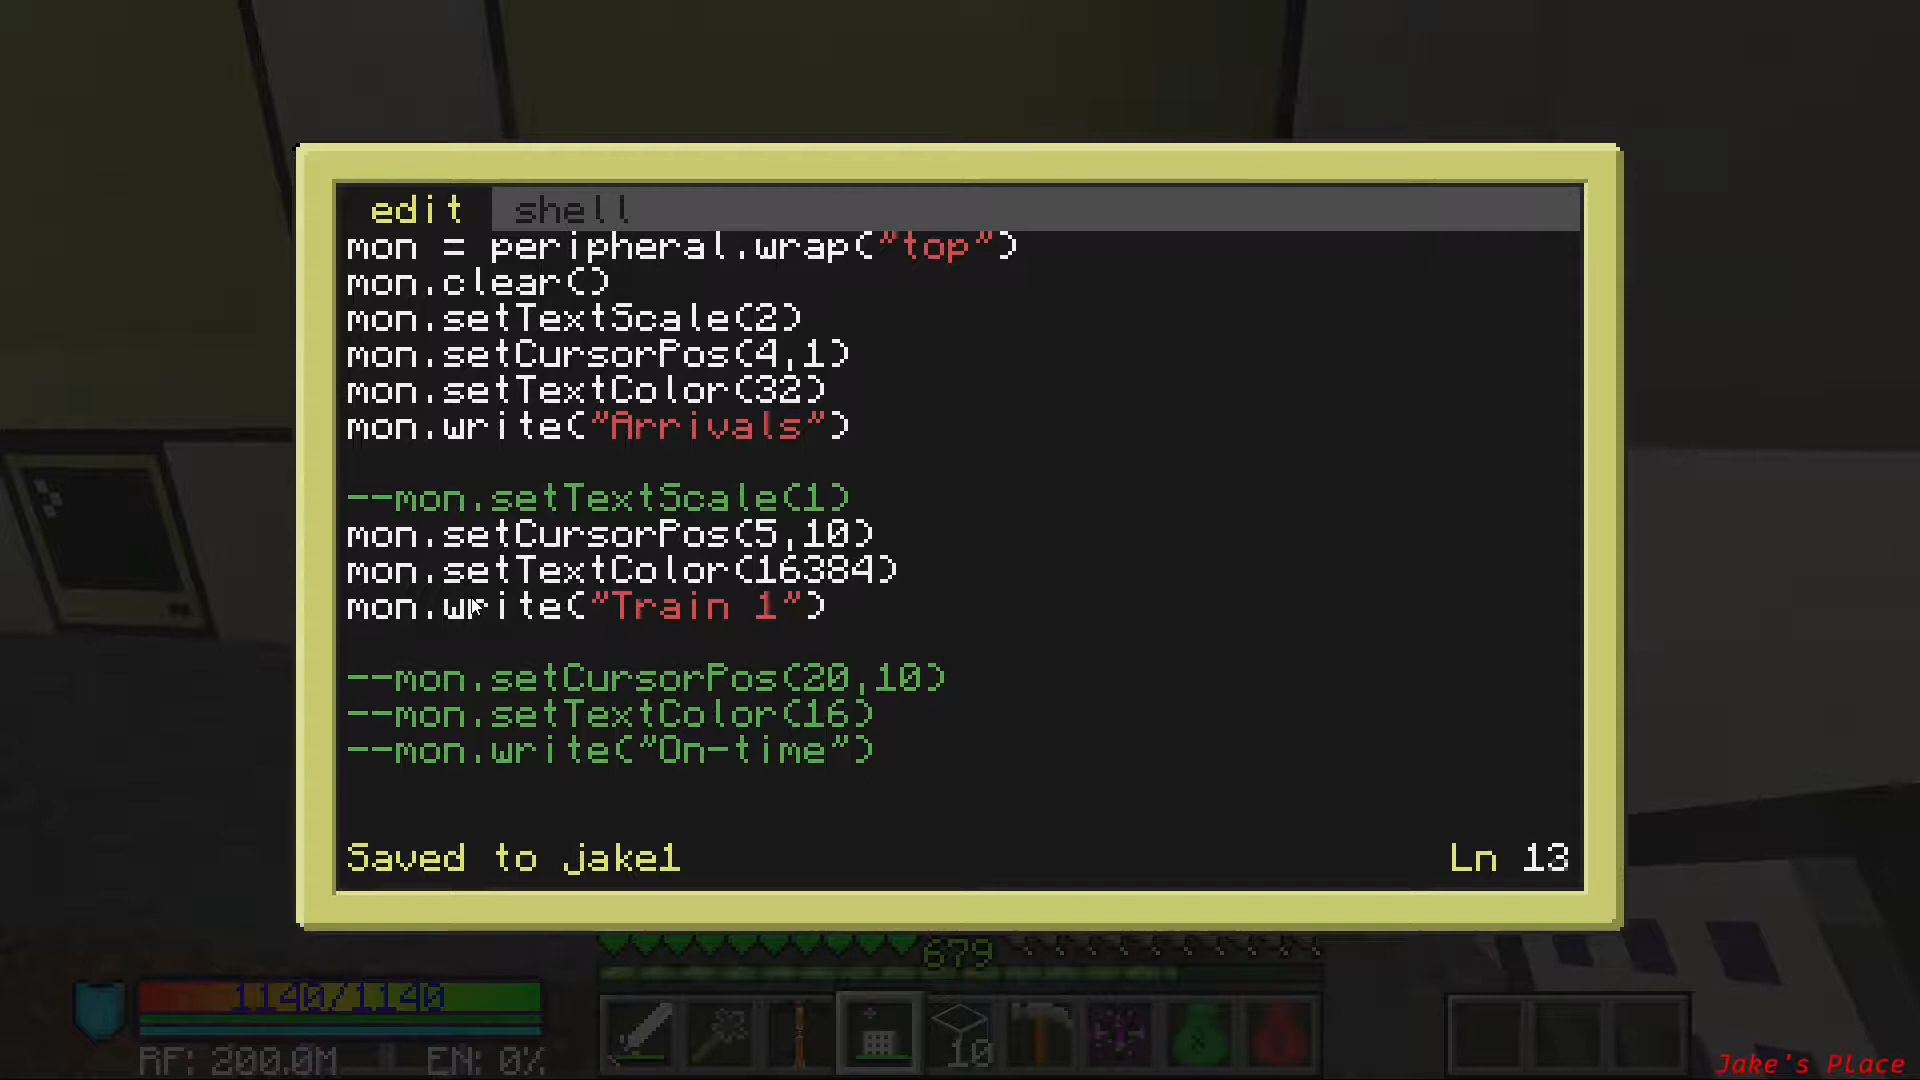 edit shell
mon = peripheral.wrap("top")
mon.clear()
mon.setTextScale(2)
mon.setCursorPos(4,1)
mon.setTextColor(32)
mon.write("Arrivals")
--mon.setTextScale(1)
mon.setCursorPos(5,10)
mon.setTextColor(16384)
mon.write("Train 1")
--mon.setCursorPos(20,10)
--mon.setTextColor(16)
--mon.write("On-time")
Saved to jake1 Ln 13
679
1140/1140
10
RF: 200.0M EN: 0%
Jake's Place